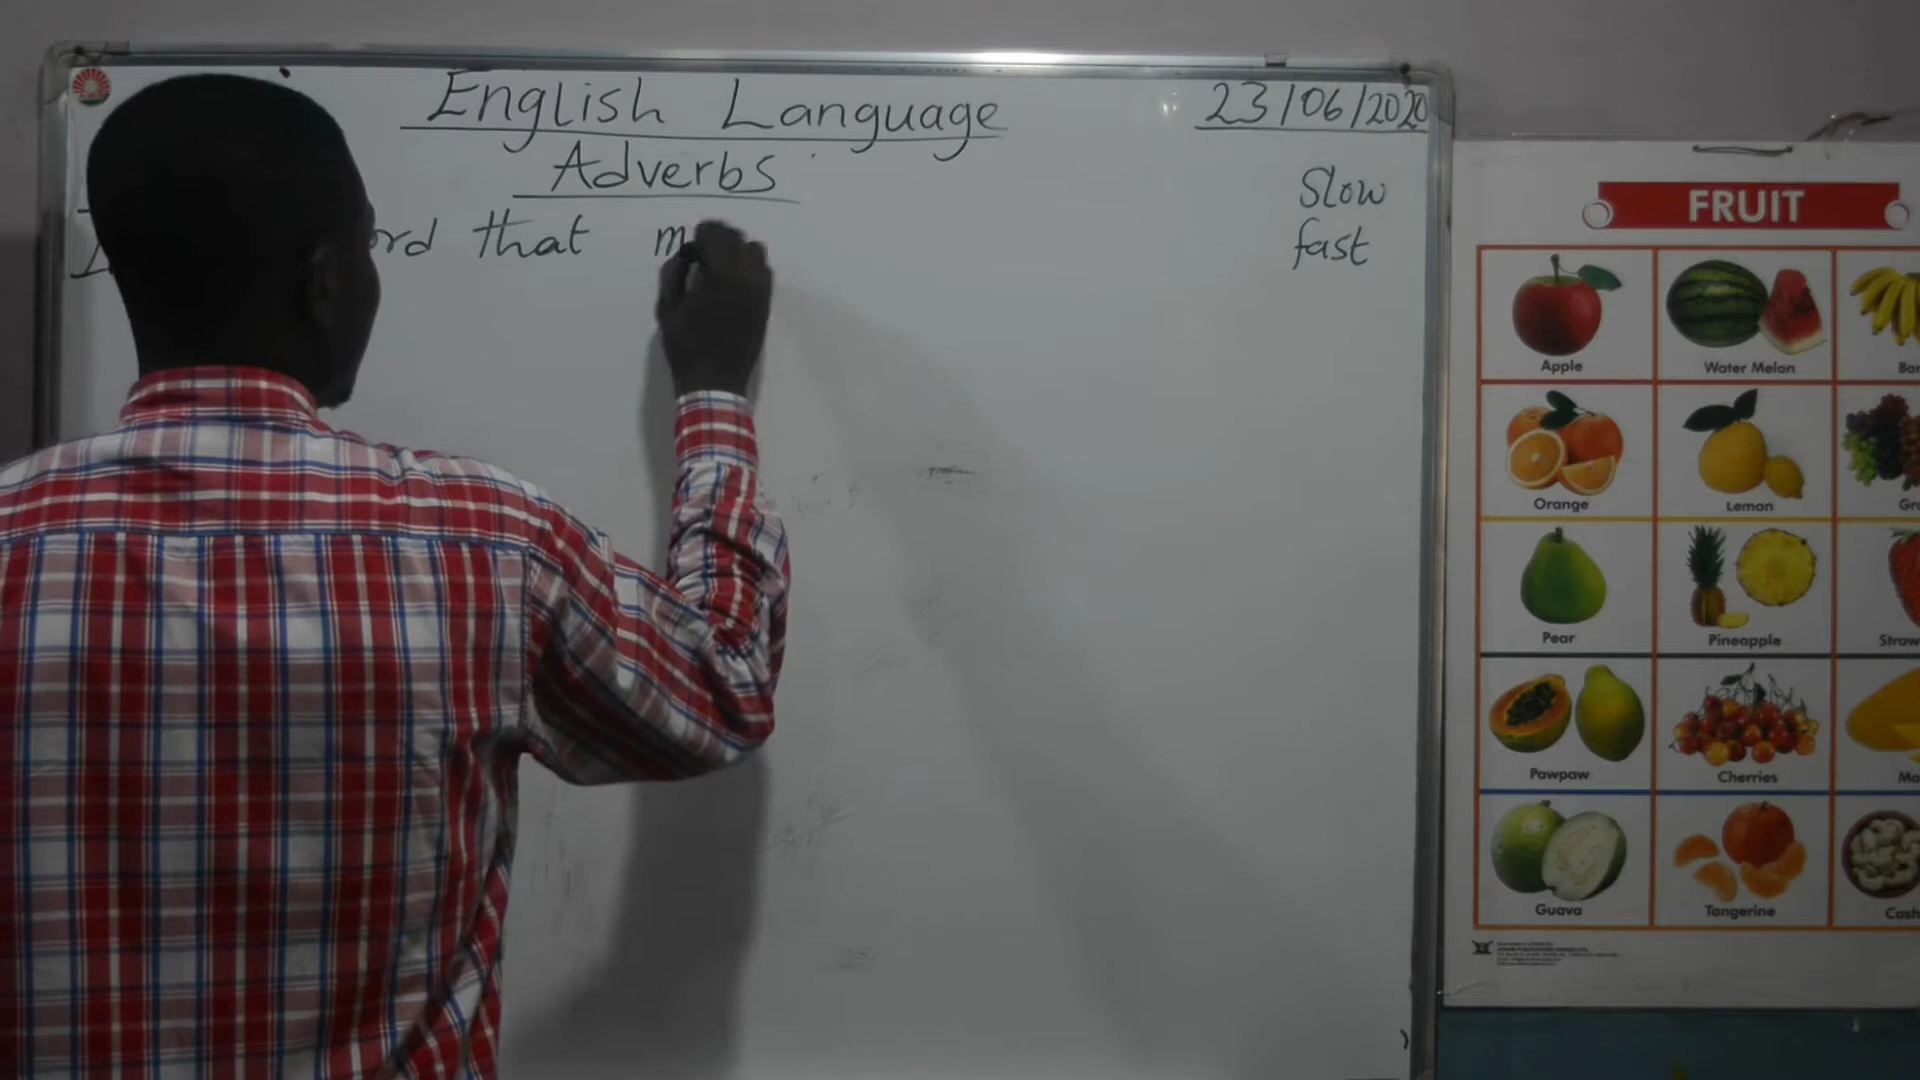 English Language
23/06/2020
Adverbs
Slow
that
fast
FRUIT
Apple
Water Melon
Orange
Lemon
Pear
Pineapple
Pawpaw
Cherries
Guava
Tangerine